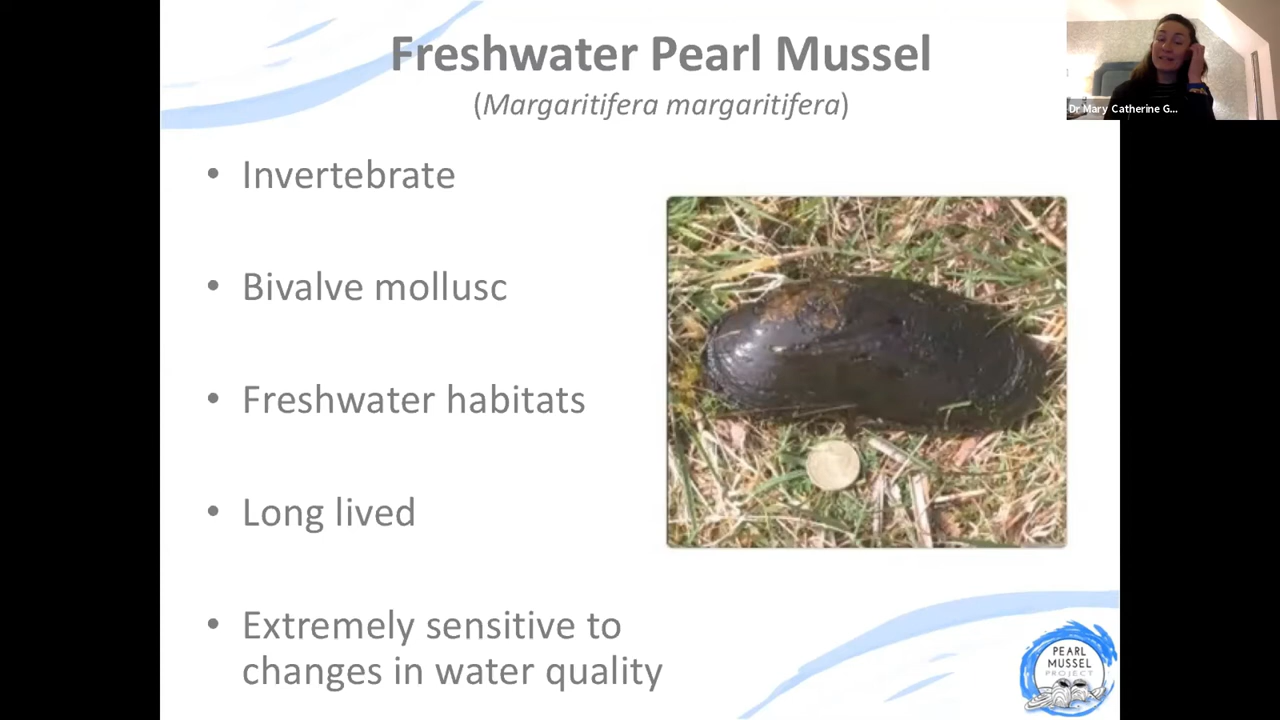 Freshwater Pearl Mussel
(Margaritifera margaritifera)
Dr Mary Catherine G...
• Invertebrate
• Bivalve mollusc
• Freshwater habitats
• Long lived
• Extremely sensitive to
changes in water quality
PEARL
MUSSEL
PROJECT